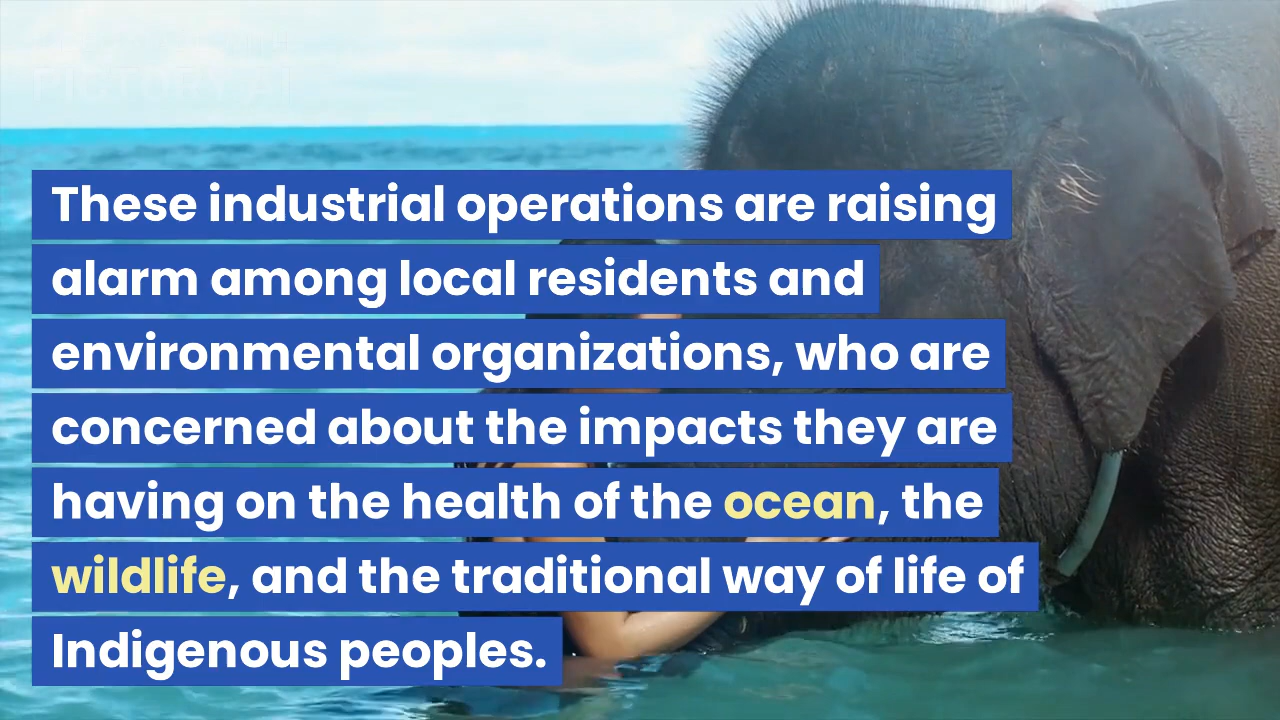 PICTORY AI
These industrial operations are raising
alarm among local residents and
environmental organizations, who are
concerned about the impacts they are
having on the health of the ocean, the
wildlife, and the traditional way of life of
Indigenous peoples.